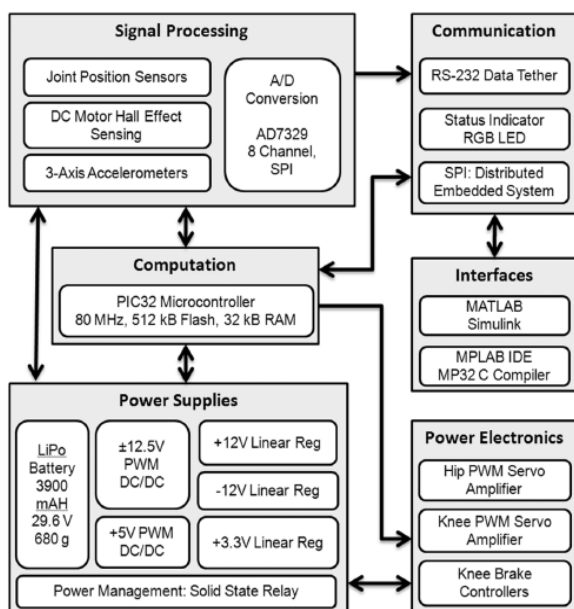 Signal Processing
Joint Position Sensors
DC Motor Hall Effect
Sensing
3-Axis Accelerometers
A/D
Conversion
AD7329
8 Channel,
SPI
Communication
RS-232 Data Tether
Status Indicator
RGB LED
SPI: Distributed
Embedded System
Computation
PIC32 Microcontroller
80 MHz, 512 kB Flash, 32 kB RAM
Interfaces
MATLAB
Simulink
MPLAB IDE
MP32 C Compiler
Power Supplies
LiPo
Battery
3900
mAH
29.6 V
680 g
±12.5V
PWM
DC/DC
+5V PWM
DC/DC
+12V Linear Reg
-12V Linear Reg
+3.3V Linear Reg
Power Management: Solid State Relay
Power Electronics
Hip PWM Servo
Amplifier
Knee PWM Servo
Amplifier
Knee Brake
Controllers